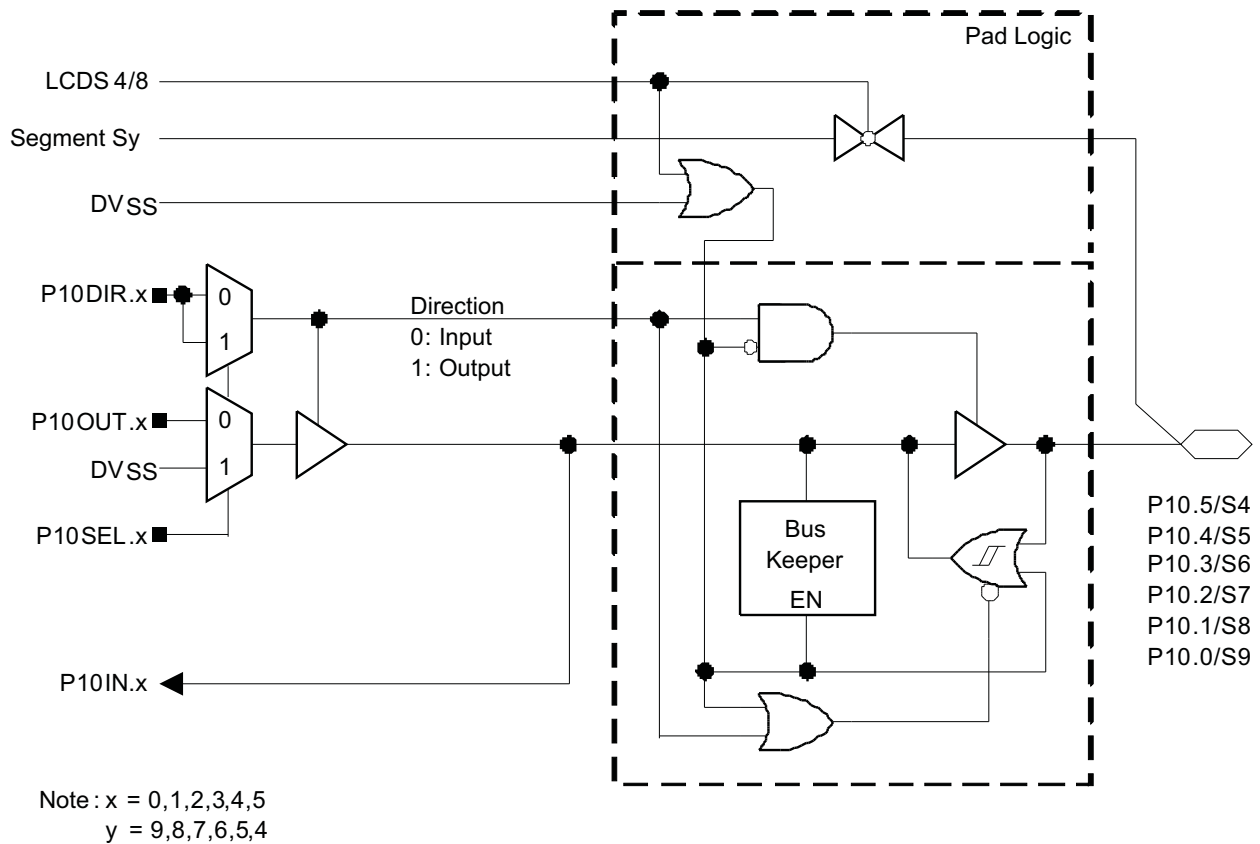 Pad Logic
LCDS 4/8
Segment Sy
DVSS
P10DIR.x
0
1
Direction
0: Input
1: Output
P10OUT.x
0
DVSS
1
P10SEL.x
Bus
Keeper
EN
P10.5/S4
P10.4/S5
P10.3/S6
P10.2/S7
P10.1/S8
P10.0/S9
P10IN.x
Note: x = 0,1,2,3,4,5
y = 9,8,7,6,5,4